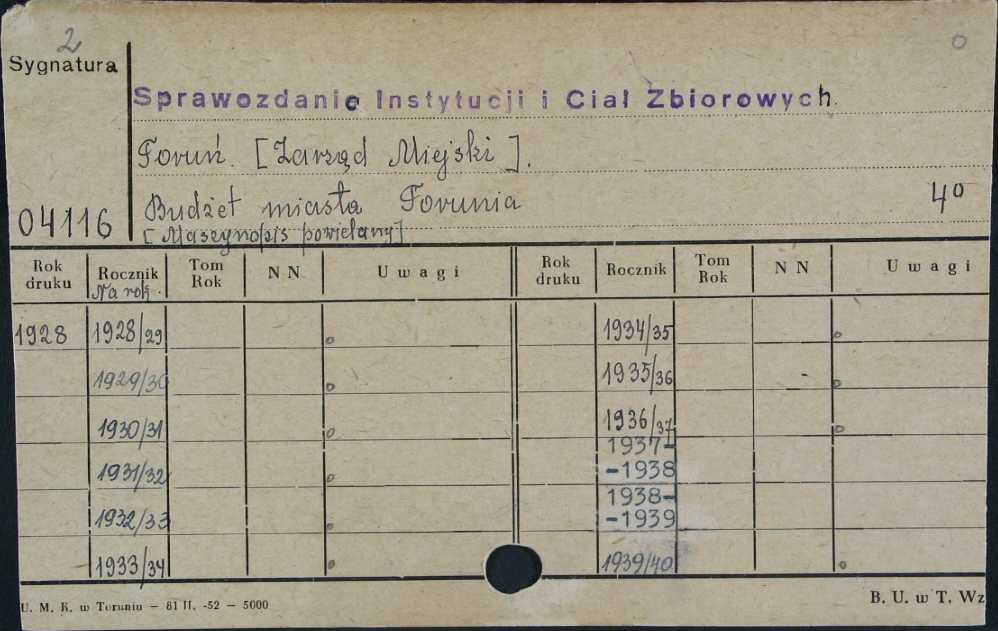 2
0
Sygnatura
Sprawozdanie Instytucji i Ciał Zbiorowych.
Toruń. [Zarząd Miejski].
04116
Budżet miasta Torunia 4º
[Maszynopis powielany]
Rok druku Rocznik Na rok. Tom Rok NN Uwagi Rok druku Rocznik Tom Rok NN Uwagi
1928 1928/29 1934/35
1929/30 1935/36
1930/31 1936/37
1931/32 1937-
-1938
1932/33 1938-
-1939
1933/34 1939/40
U. M. K. w Toruniu – 81 II. -52 – 5000 B. U. w T. Wz